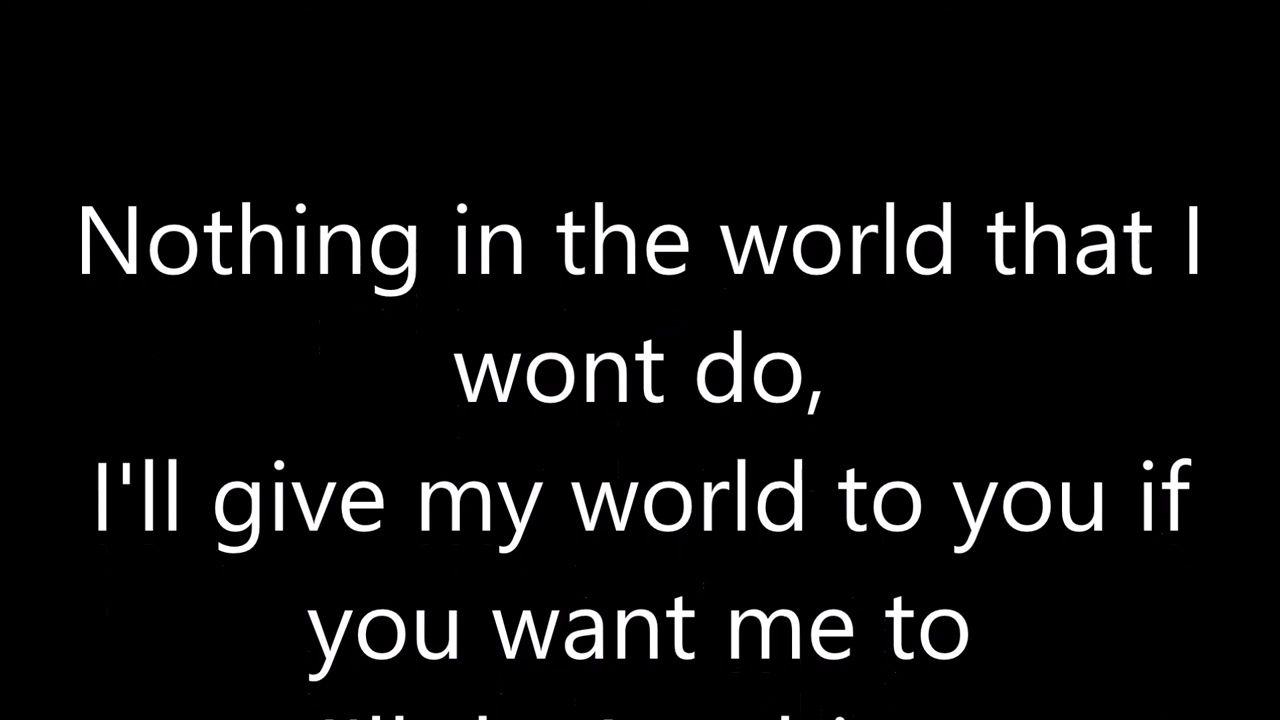 Nothing in the world that I
wont do,
I'll give my world to you if
you want me to